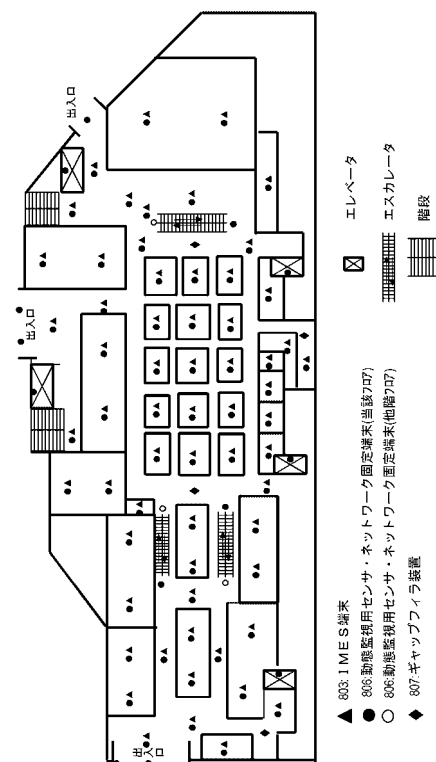 出入口
出入口
出入口
エレベータ
エスカレータ
階段
803: IMES端末
806:動態監視用センサ・ネットワーク固定端末(当該フロア)
806:動態監視用センサ・ネットワーク固定端末(他階フロア)
807:ギャップフィラ装置